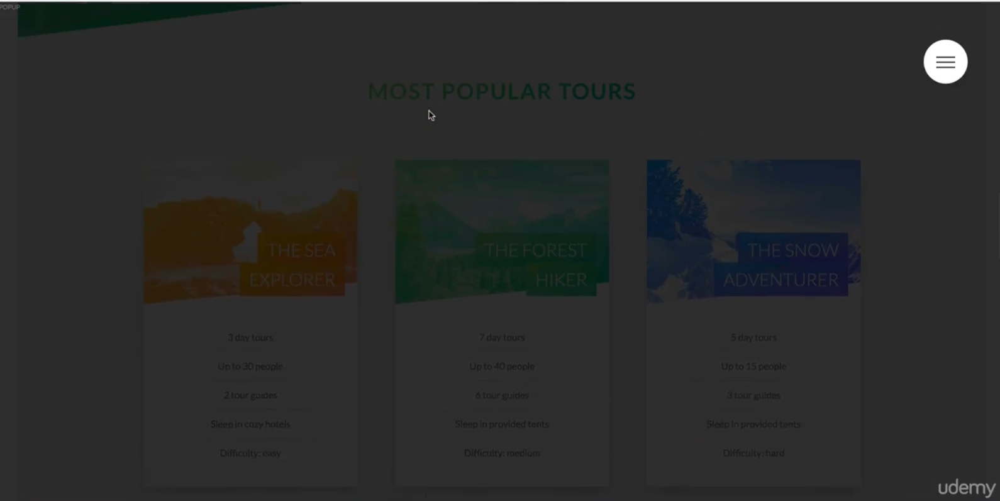 POPUP
MOST POPULAR TOURS
THE SEA
EXPLORER
3 day tours
Up to 30 people
2 tour guides
Sleep in cozy hotels
Difficulty: easy
THE FOREST
HIKER
7 day tours
Up to 40 people
6 tour guides
Sleep in provided tents
Difficulty: medium
THE SNOW
ADVENTURER
5 day tours
Up to 15 people
3 tour guides
Sleep in provided tents
Difficulty: hard
udemy